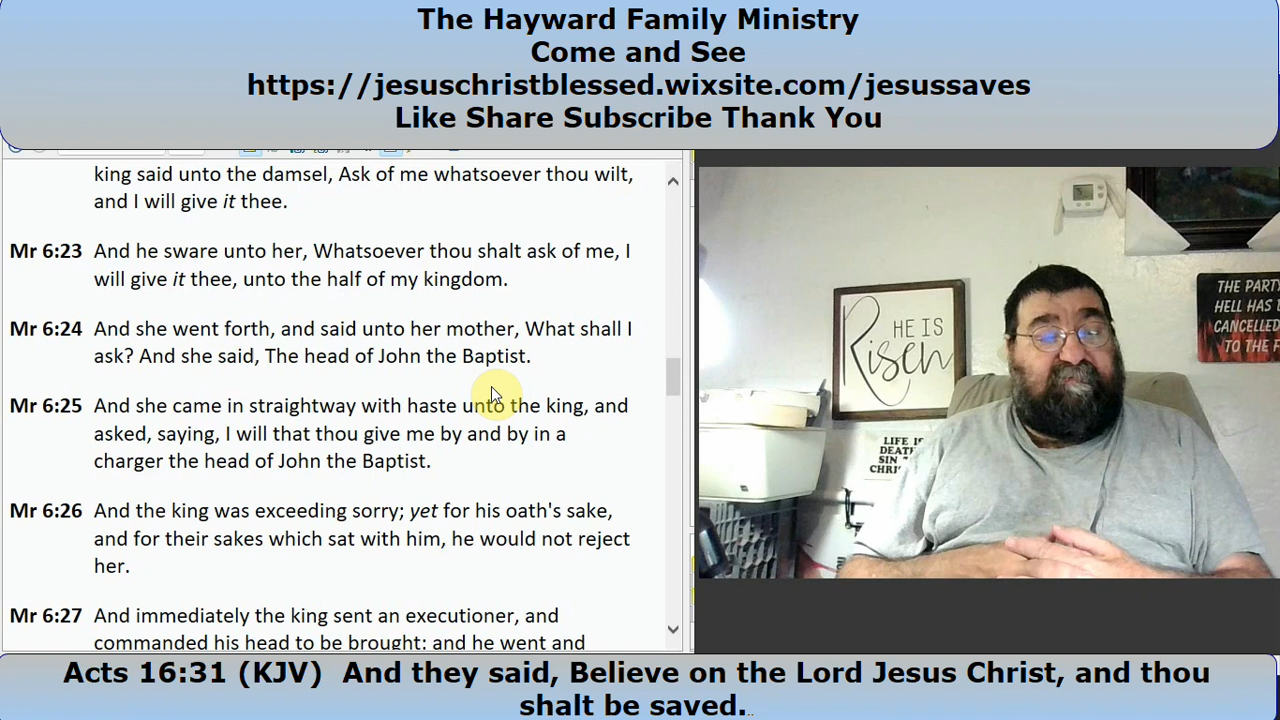 The Hayward Family Ministry
Come and See
https://jesuschristblessed.wixsite.com/jesussaves
Like Share Subscribe Thank You
king said unto the damsel, Ask of me whatsoever thou wilt,
and I will give it thee.
Mr 6:23 And he sware unto her, Whatsoever thou shalt ask of me, I
will give it thee, unto the half of my kingdom.
Mr 6:24 And she went forth, and said unto her mother, What shall I
ask? And she said, The head of John the Baptist.
Mr 6:25 And she came in straightway with haste unto the king, and
asked, saying, I will that thou give me by and by in a
charger the head of John the Baptist.
Mr 6:26 And the king was exceeding sorry; yet for his oath's sake,
and for their sakes which sat with him, he would not reject
her.
Mr 6:27 And immediately the king sent an executioner, and
commanded his head to be brought: and he went and
HE IS
Risen
LIFE IS
DEATH
SIN
CHRI
THE PARTY
HELL HAS
CANCELLED
TO THE F
Acts 16:31 (KJV) And they said, Believe on the Lord Jesus Christ, and thou
shalt be saved...